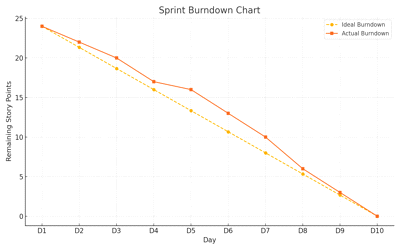 Sprint Burndown Chart
Ideal Burndown
Actual Burndown
Remaining Story Points
25
20
15
10
5
0
D1 D2 D3 D4 D5 D6 D7 D8 D9 D10
Day